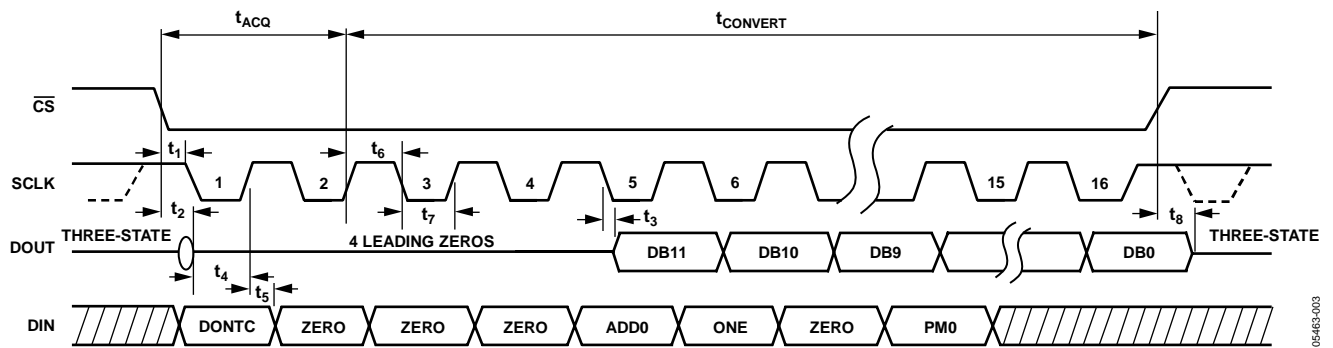 tACQ tCONVERT
CS
t1 t6
SCLK 1 2 3 4 5 6 15 16
t2 t7 t3 t8
THREE-STATE 4 LEADING ZEROS THREE-STATE
DOUT DB11 DB10 DB9 DB0
t4 t5
DIN DONTC ZERO ZERO ZERO ADD0 ONE ZERO PM0
05463-003